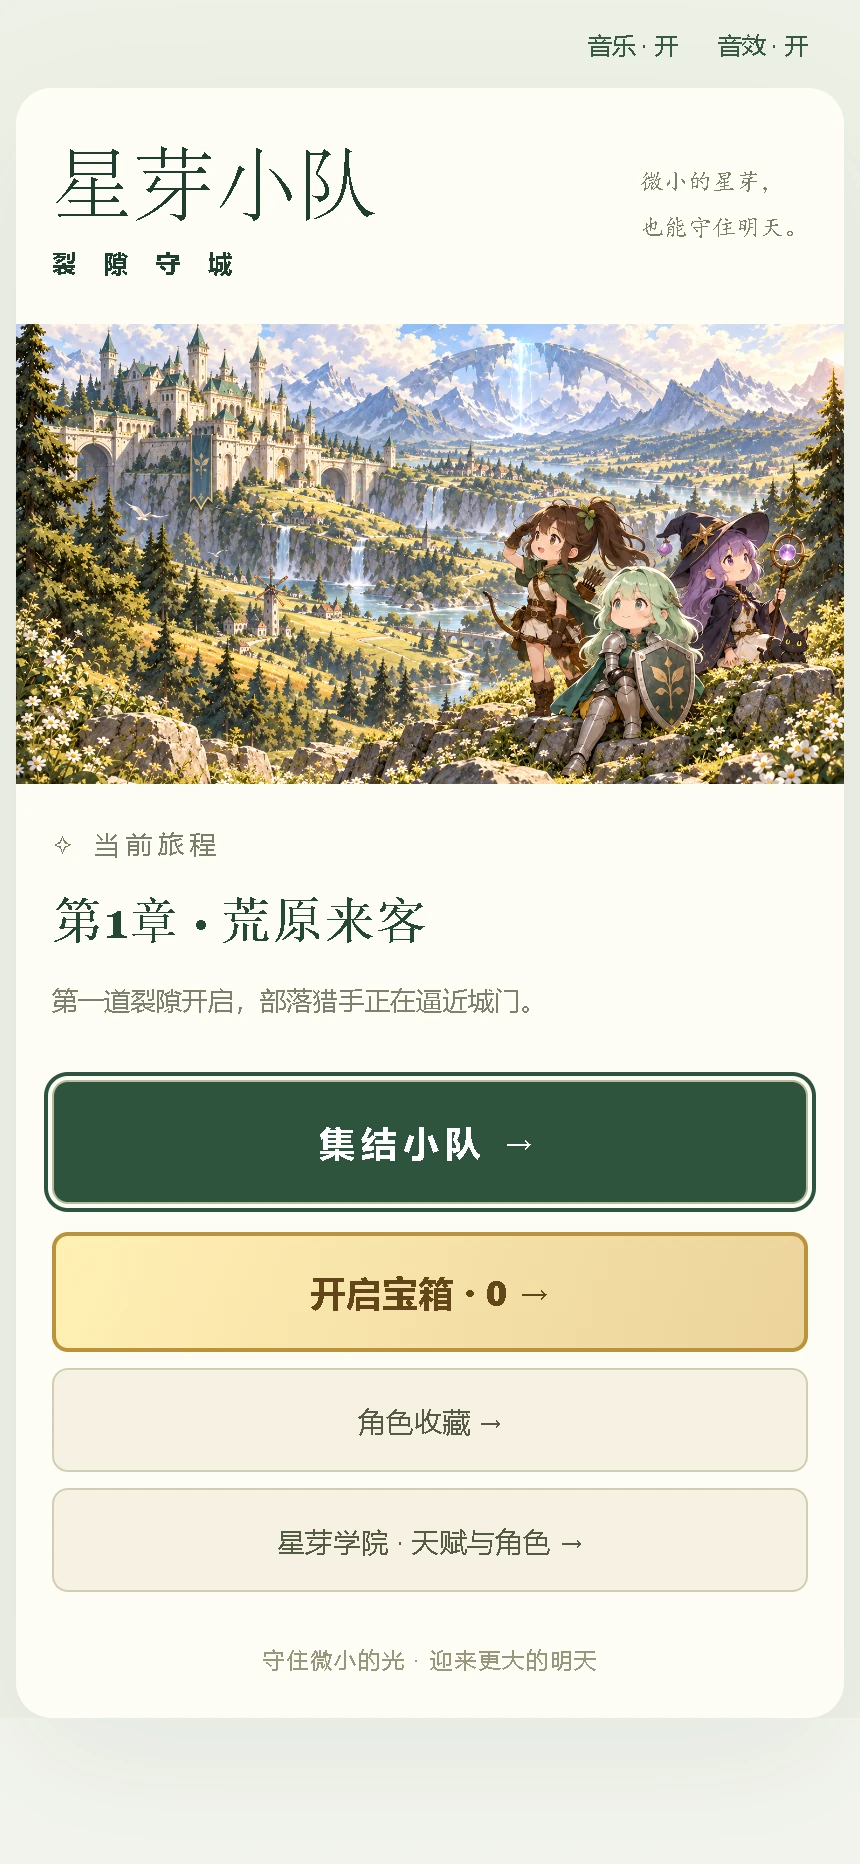 音乐 · 开 音效 · 开
星芽小队
裂隙守城
微小的星芽，
也能守住明天。
✧ 当前旅程
第1章 · 荒原来客
第一道裂隙开启，部落猎手正在逼近城门。
集结小队 →
开启宝箱 · 0 →
角色收藏 →
星芽学院 · 天赋与角色 →
守住微小的光 · 迎来更大的明天